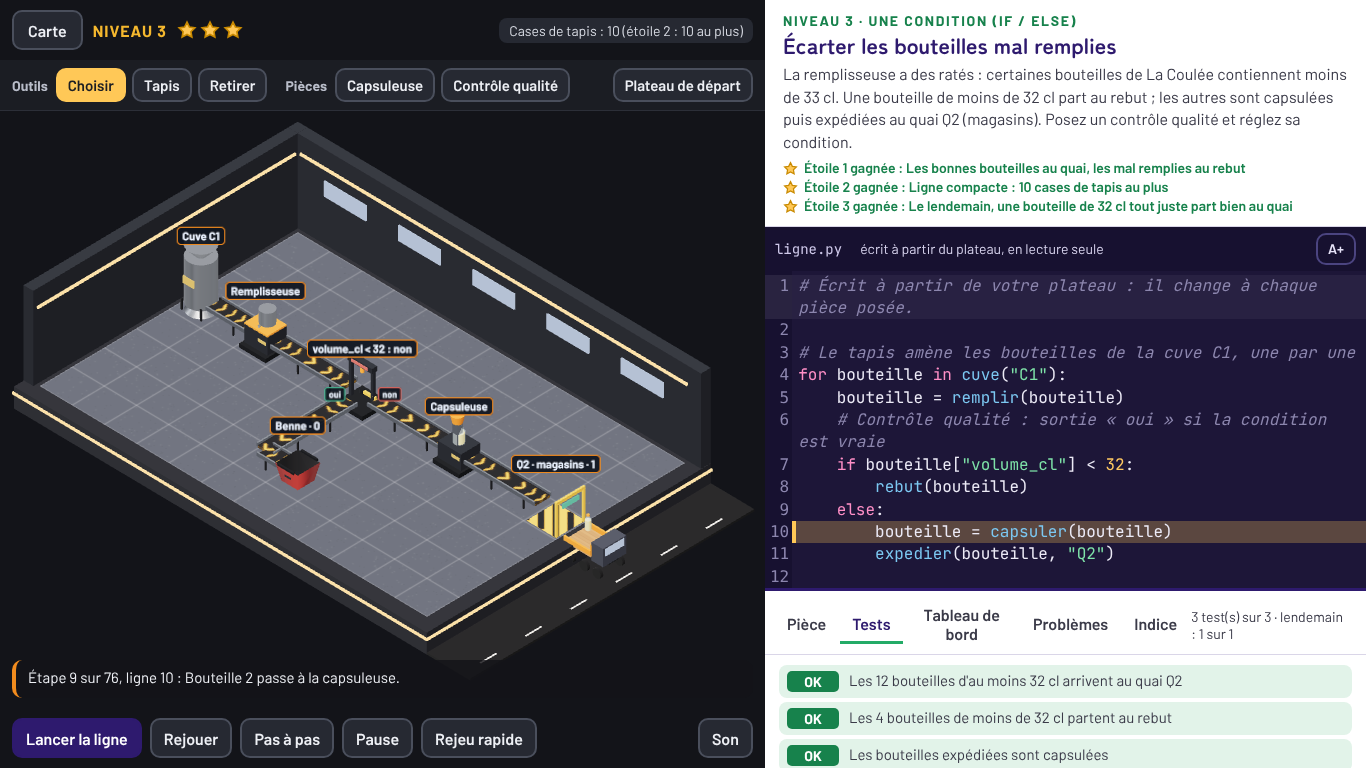 Carte
NIVEAU 3
Cases de tapis : 10 (étoile 2 : 10 au plus)
Outils
Choisir
Tapis
Retirer
Pièces
Capsuleuse
Contrôle qualité
Plateau de départ
Cuve C1
Remplisseuse
volume_cl < 32 : non
oui
non
Capsuleuse
Benne · 0
Q2 · magasins · 1
Étape 9 sur 76, ligne 10 : Bouteille 2 passe à la capsuleuse.
Lancer la ligne
Rejouer
Pas à pas
Pause
Rejeu rapide
Son
NIVEAU 3 · UNE CONDITION (IF / ELSE)
Écarter les bouteilles mal remplies
La remplisseuse a des ratés : certaines bouteilles de La Coulée contiennent moins
de 33 cl. Une bouteille de moins de 32 cl part au rebut ; les autres sont capsulées
puis expédiées au quai Q2 (magasins). Posez un contrôle qualité et réglez sa
condition.
Étoile 1 gagnée : Les bonnes bouteilles au quai, les mal remplies au rebut
Étoile 2 gagnée : Ligne compacte : 10 cases de tapis au plus
Étoile 3 gagnée : Le lendemain, une bouteille de 32 cl tout juste part bien au quai
ligne.py
écrit à partir du plateau, en lecture seule
A+
1 # Écrit à partir de votre plateau : il change à chaque
pièce posée.
2
3 # Le tapis amène les bouteilles de la cuve C1, une par une
4 for bouteille in cuve("C1"):
5     bouteille = remplir(bouteille)
6     # Contrôle qualité : sortie « oui » si la condition
est vraie
7     if bouteille["volume_cl"] < 32:
8         rebut(bouteille)
9     else:
10         bouteille = capsuler(bouteille)
11         expedier(bouteille, "Q2")
12
Pièce
Tests
Tableau de
bord
Problèmes
Indice
3 test(s) sur 3 · lendemain
: 1 sur 1
OK Les 12 bouteilles d'au moins 32 cl arrivent au quai Q2
OK Les 4 bouteilles de moins de 32 cl partent au rebut
OK Les bouteilles expédiées sont capsulées